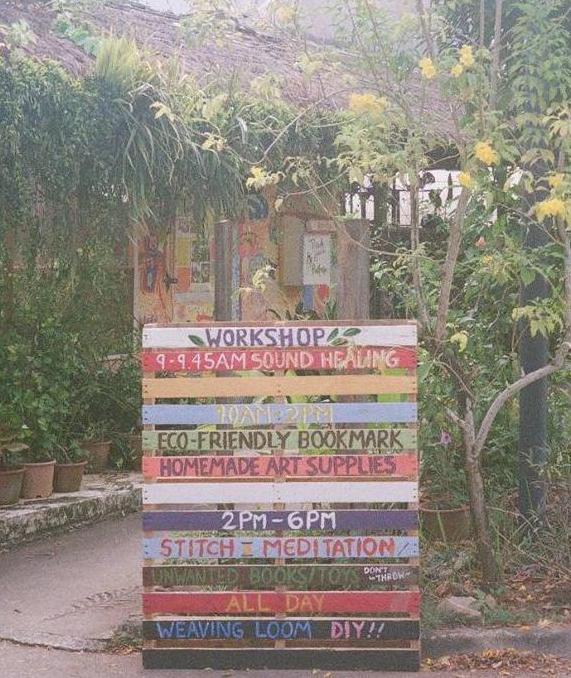 WORKSHOP
9-9.45AM SOUND HEALING
10AM-2PM
ECO-FRIENDLY BOOKMARK
HOMEMADE ART SUPPLIES
2PM-6PM
STITCH - MEDITATION
UNWANTED BOOKS/TOYS DON'T THROW
ALL DAY
WEAVING LOOM DIY!!